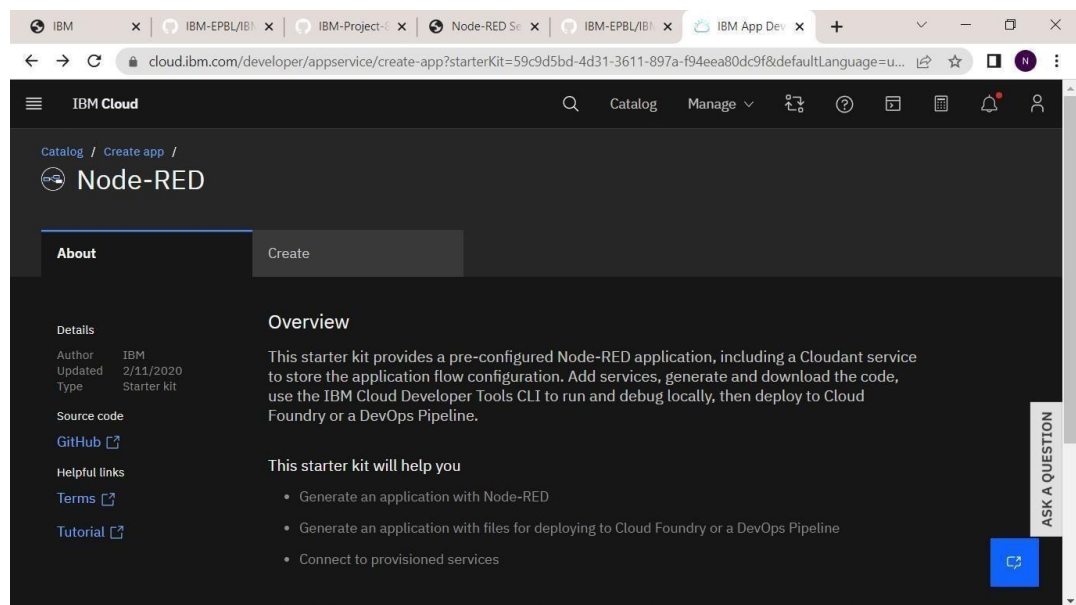 IBM
IBM-EPBL/IB
IBM-Project-
Node-RED Se
IBM-EPBL/IB
IBM App Dev
cloud.ibm.com/developer/appservice/create-app?starterKit=59c9d5bd-4d31-3611-897a-f94eea80dc9f&defaultLanguage=u...
N
IBM Cloud
Catalog
Manage
Catalog / Create app /
Node-RED
About
Create
Details
Author IBM
Updated 2/11/2020
Type Starter kit
Source code
GitHub
Helpful links
Terms
Tutorial
Overview
This starter kit provides a pre-configured Node-RED application, including a Cloudant service
to store the application flow configuration. Add services, generate and download the code,
use the IBM Cloud Developer Tools CLI to run and debug locally, then deploy to Cloud
Foundry or a DevOps Pipeline.
This starter kit will help you
• Generate an application with Node-RED
• Generate an application with files for deploying to Cloud Foundry or a DevOps Pipeline
• Connect to provisioned services
ASK A QUESTION